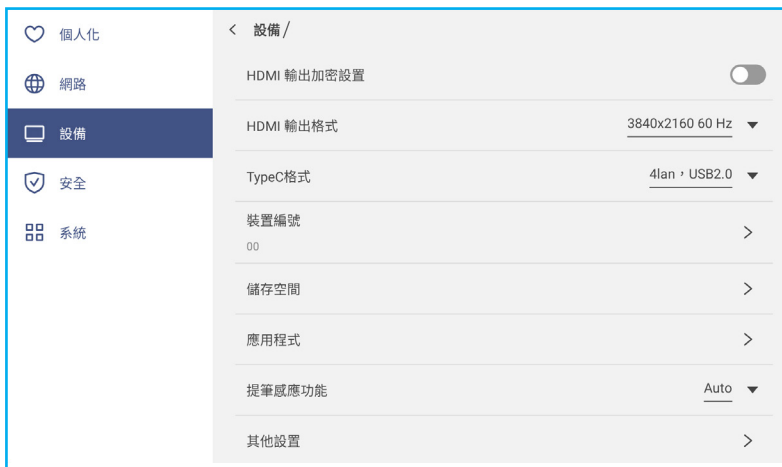 個人化
網路
設備
安全
系統
設備/
HDMI 輸出加密設置
HDMI 輸出格式 3840x2160 60 Hz
TypeC格式 4lan，USB2.0
裝置編號
00
儲存空間
應用程式
提筆感應功能 Auto
其他設置